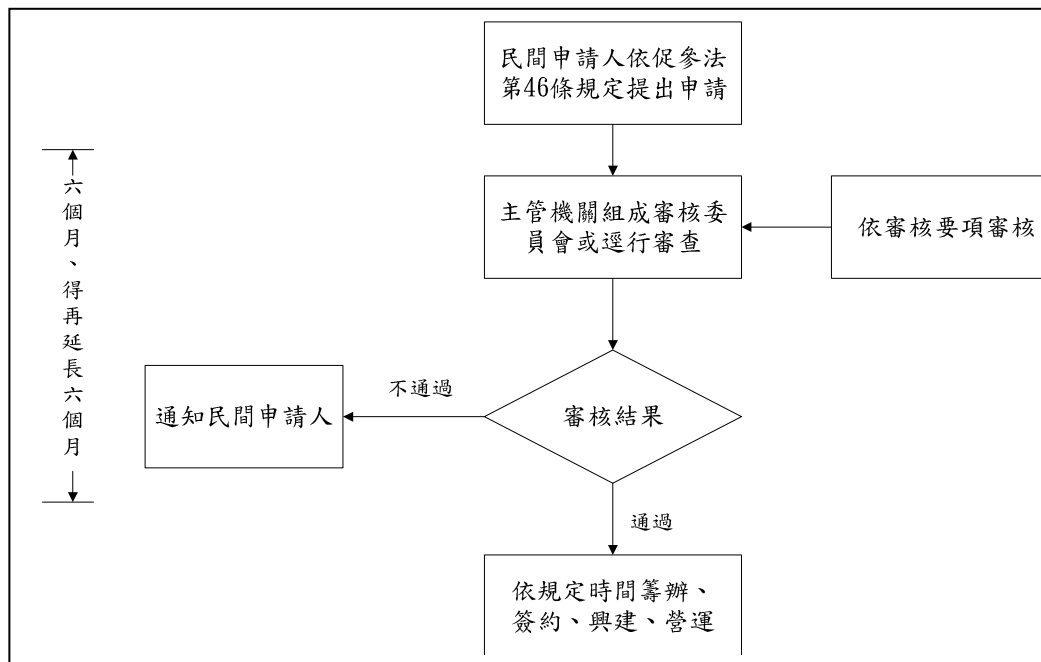 民間申請人依促參法
第46條規定提出申請
六個月、得再延長六個月
主管機關組成審核委
員會或逕行審查
依審核要項審核
不通過
通知民間申請人
審核結果
通過
依規定時間籌辦、
簽約、興建、營運